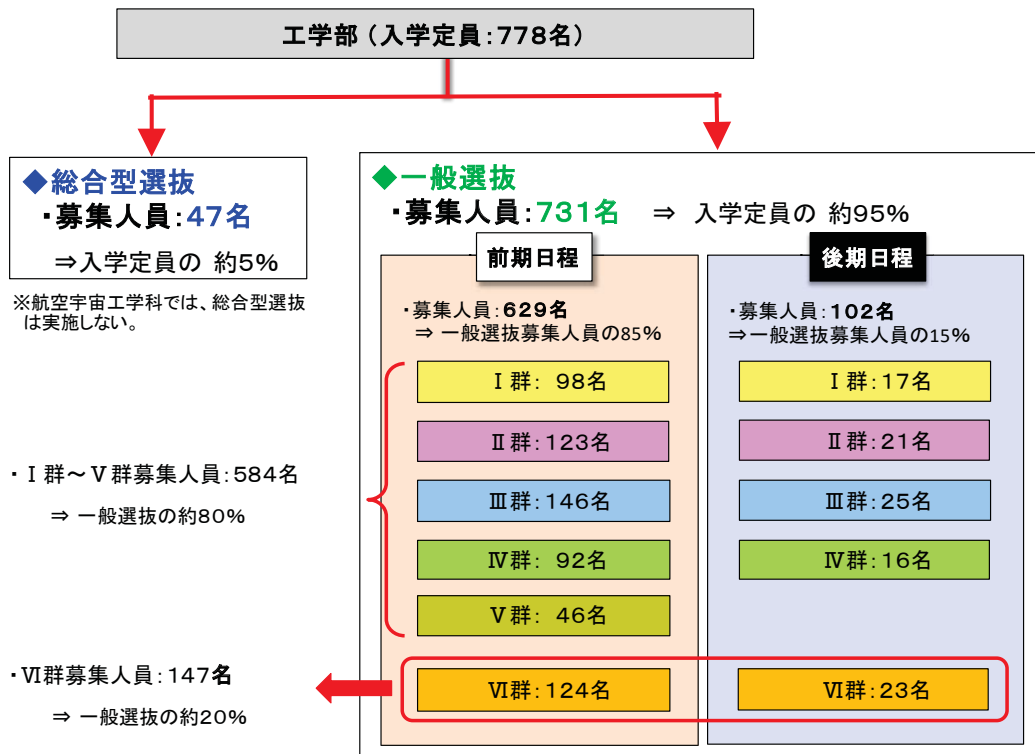 工学部（入学定員：778名）
◆総合型選抜
・募集人員：47名
⇒入学定員の 約5%
※航空宇宙工学科では、総合型選抜
は実施しない。
◆一般選抜
・募集人員：731名 ⇒ 入学定員の 約95%
前期日程
・募集人員：629名
⇒ 一般選抜募集人員の85%
Ⅰ群： 98名
Ⅱ群：123名
Ⅲ群：146名
Ⅳ群： 92名
Ⅴ群： 46名
Ⅵ群：124名
後期日程
・募集人員：102名
⇒一般選抜募集人員の15%
Ⅰ群：17名
Ⅱ群：21名
Ⅲ群：25名
Ⅳ群：16名
Ⅵ群：23名
・Ⅰ群～Ⅴ群募集人員：584名
⇒ 一般選抜の約80%
・Ⅵ群募集人員：147名
⇒ 一般選抜の約20%